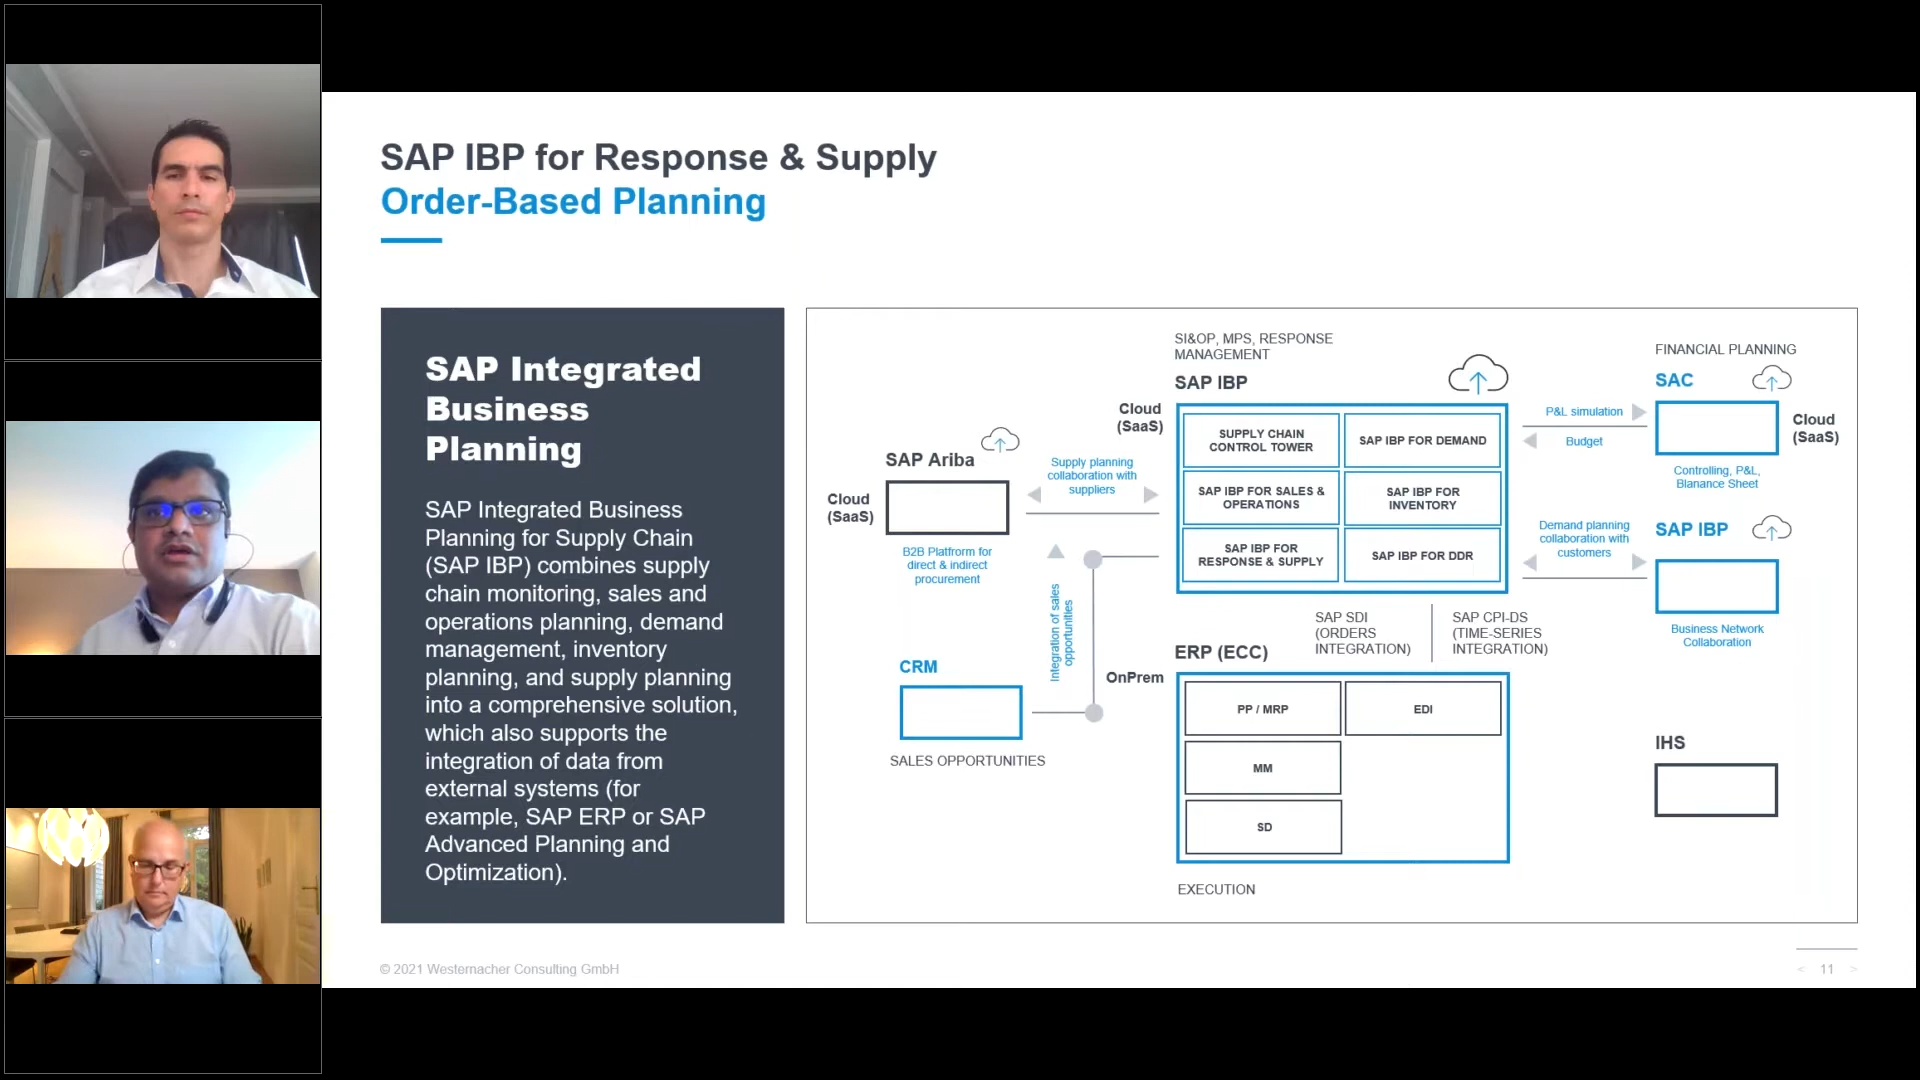 SAP IBP for Response & Supply
Order-Based Planning
SAP Integrated
Business
Planning
SAP Integrated Business
Planning for Supply Chain
(SAP IBP) combines supply
chain monitoring, sales and
operations planning, demand
management, inventory
planning, and supply planning
into a comprehensive solution,
which also supports the
integration of data from
external systems (for
example, SAP ERP or SAP
Advanced Planning and
Optimization).
SAP Ariba
Cloud
(SaaS)
B2B Platfrorm for
direct & indirect
procurement
Supply planning
collaboration with
suppliers
Integration of sales
opportunities
CRM
SALES OPPORTUNITIES
SI&OP, MPS, RESPONSE
MANAGEMENT
SAP IBP
Cloud
(SaaS)
SUPPLY CHAIN
CONTROL TOWER
SAP IBP FOR DEMAND
SAP IBP FOR SALES &
OPERATIONS
SAP IBP FOR
INVENTORY
SAP IBP FOR
RESPONSE & SUPPLY
SAP IBP FOR DDR
SAP SDI
(ORDERS
INTEGRATION)
SAP CPI-DS
(TIME-SERIES
INTEGRATION)
ERP (ECC)
OnPrem
PP / MRP
EDI
MM
SD
EXECUTION
P&L simulation
Budget
FINANCIAL PLANNING
SAC
Cloud
(SaaS)
Controlling, P&L,
Blanance Sheet
Demand planning
collaboration with
customers
SAP IBP
Business Network
Collaboration
IHS
© 2021 Westernacher Consulting GmbH
< 11 >